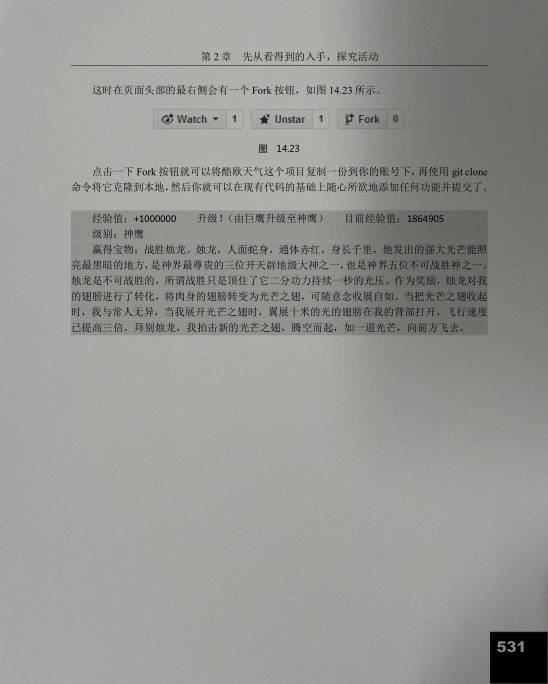 第 2 章 先从看得到的入手，探究活动
这时在页面头部的最右侧会有一个 Fork 按钮，如图 14.23 所示。
Watch 1 Unstar 1 Fork 0
图 14.23
点击一下 Fork 按钮就可以将酷欧天气这个项目复制一份到你的账号下，再使用 git clone
命令将它克隆到本地，然后你就可以在现有代码的基础上随心所欲地添加任何功能并提交了。
经验值：+1000000 升级！（由巨鹰升级至神鹰） 目前经验值：1864905
级别：神鹰
赢得宝物：战胜烛龙。烛龙，人面蛇身，通体赤红，身长千里，他发出的强大光芒能照
亮最黑暗的地方，是神界最尊贵的三位开天辟地级大神之一，也是神界五位不可战胜神之一。
烛龙是不可战胜的，所谓战胜只是顶住了它二分功力持续一秒的光压。作为奖励，烛龙对我
的翅膀进行了转化，将肉身的翅膀转变为光芒之翅，可随意念收展自如。当把光芒之翅收起
时，我与常人无异，当我展开光芒之翅时，翼展十米的光的翅膀在我的背部打开，飞行速度
已提高三倍。拜别烛龙，我拍击新的光芒之翅，腾空而起，如一道光芒，向前方飞去。
531